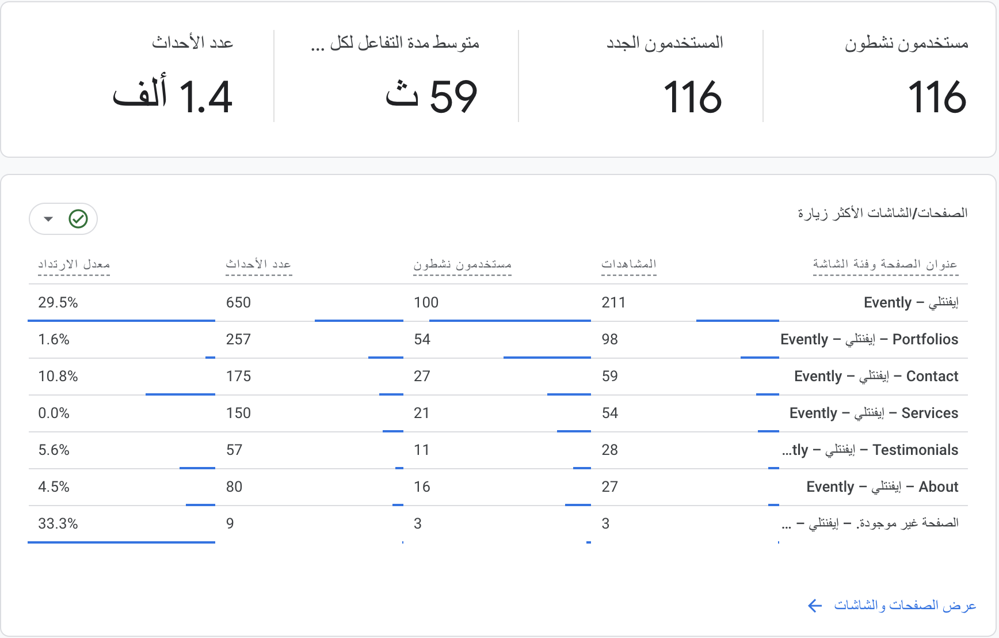 مستخدمون نشطون
116
المستخدمون الجدد
116
متوسط مدة التفاعل لكل ...
59 ث
عدد الأحداث
1.4 ألف
الصفحات/الشاشات الأكثر زيارة
عنوان الصفحة وفئة الشاشة المشاهدات مستخدمون نشطون عدد الأحداث معدل الارتداد
إيفنتلي – Evently 211 100 650 29.5%
Portfolios – إيفنتلي – Evently 98 54 257 1.6%
Contact – إيفنتلي – Evently 59 27 175 10.8%
Services – إيفنتلي – Evently 54 21 150 0.0%
Testimonials – إيفنتلي – tly... 28 11 57 5.6%
About – إيفنتلي – Evently 27 16 80 4.5%
الصفحة غير موجودة. – إيفنتلي – ... 3 3 9 33.3%
عرض الصفحات والشاشات